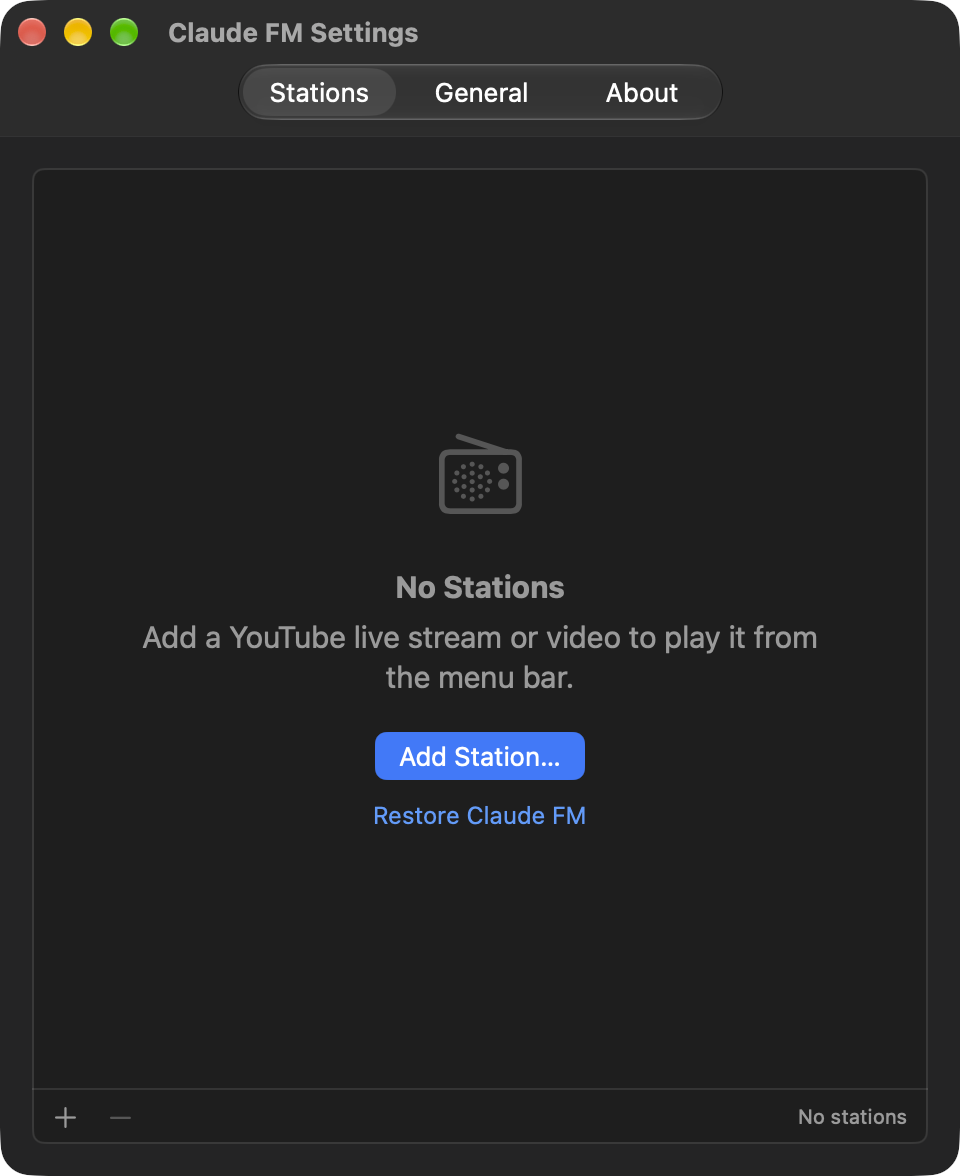 Claude FM Settings
Stations
General
About
No Stations
Add a YouTube live stream or video to play it from
the menu bar.
Add Station...
Restore Claude FM
No stations